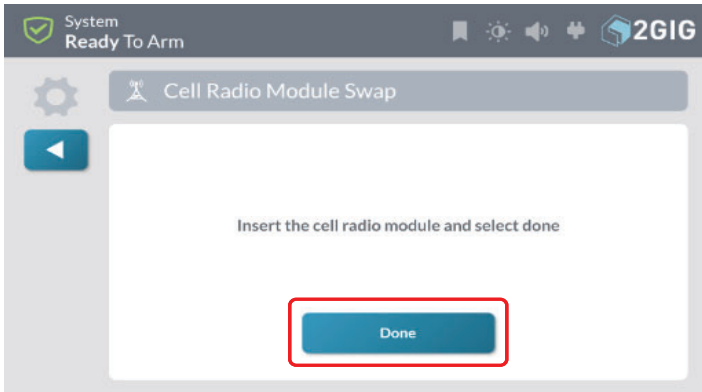 System
Ready To Arm
2GIG
Cell Radio Module Swap
Insert the cell radio module and select done
Done